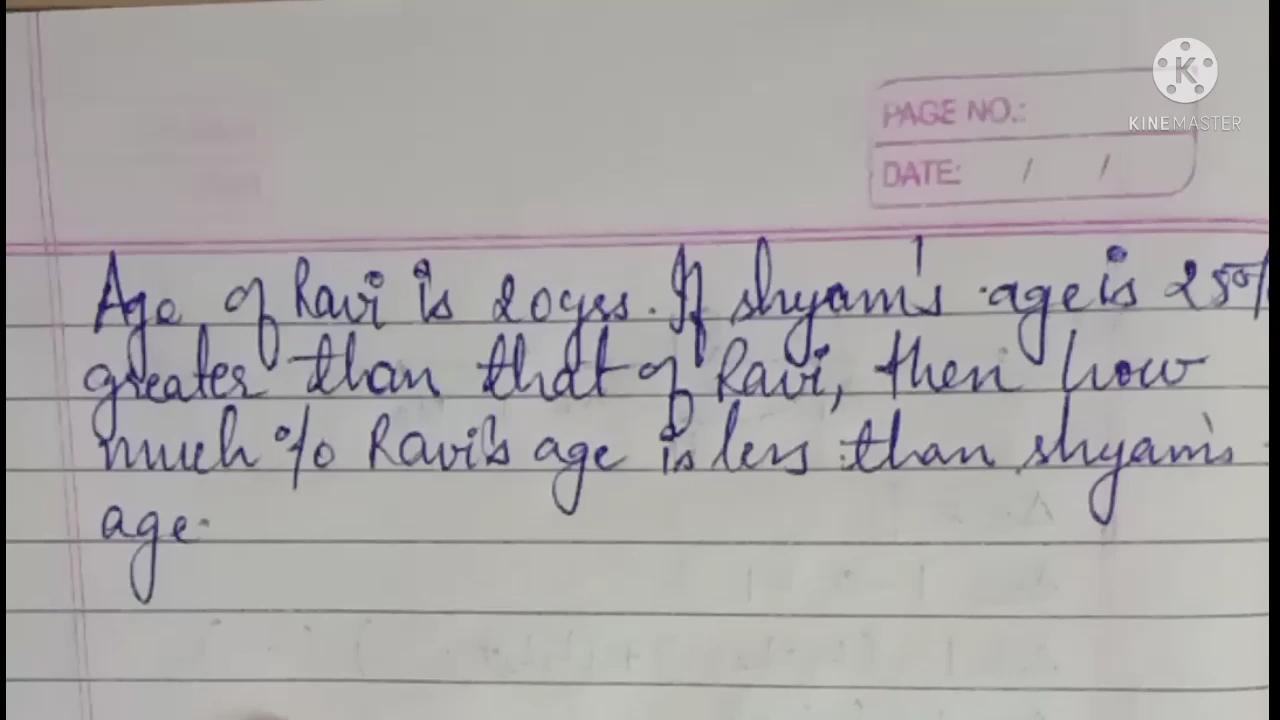 KINEMASTER
PAGE NO.:
DATE: / /
Age of Ravi is 20yrs. If shyam's age is 25%
greater than that of Ravi, then how
much % Ravi's age is less than shyam's
age.